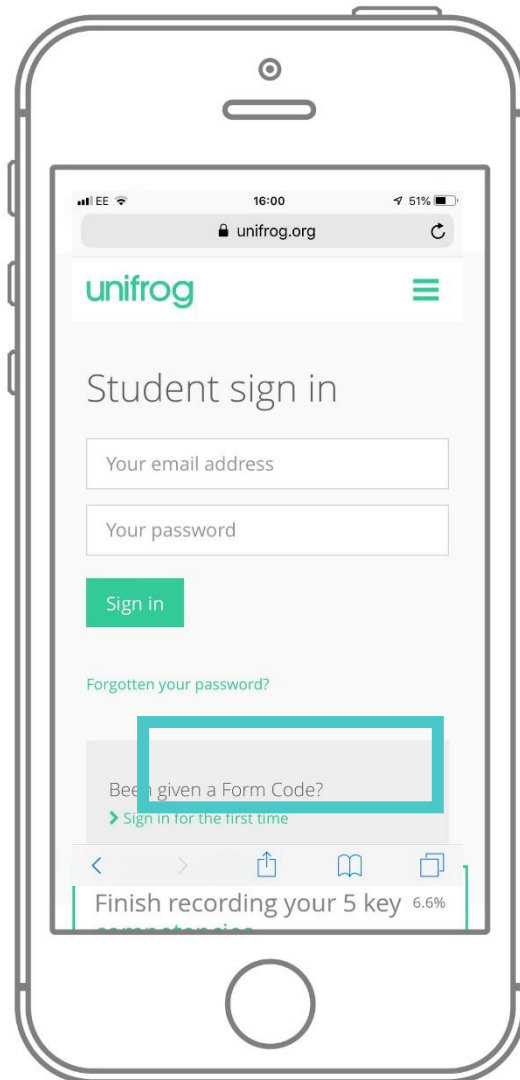 EE 16:00 51%
unifrog.org
unifrog
Student sign in
Your email address
Your password
Sign in
Forgotten your password?
Been given a Form Code?
Sign in for the first time
Finish recording your 5 key 6.6%
competencies